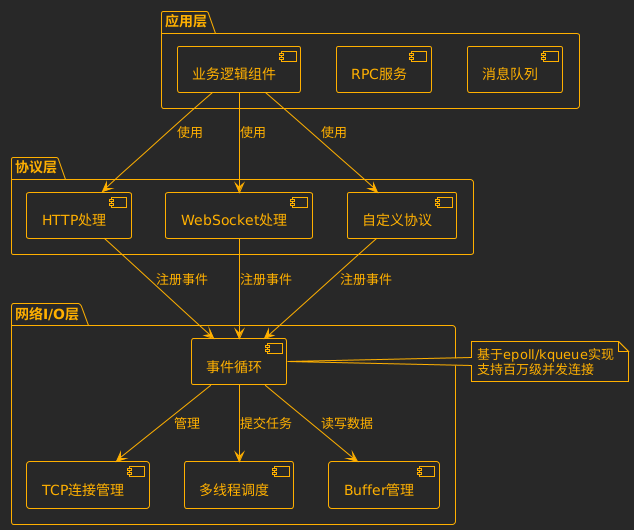 应用层
业务逻辑组件
RPC服务
消息队列
使用
使用
使用
协议层
HTTP处理
WebSocket处理
自定义协议
注册事件
注册事件
注册事件
网络I/O层
事件循环
基于epoll/kqueue实现
支持百万级并发连接
管理
提交任务
读写数据
TCP连接管理
多线程调度
Buffer管理